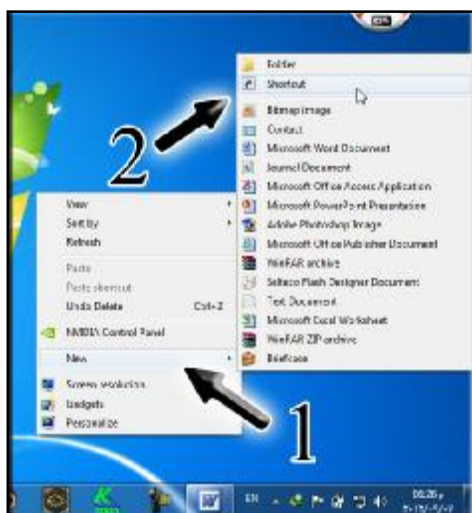 Folder
Shortcut
Bitmap image
Contact
Microsoft Word Document
Journal Document
Microsoft Office Access Application
Microsoft PowerPoint Presentation
Adobe Photoshop Image
Microsoft Office Publisher Document
WinRAR archive
Selteco Flash Designer Document
Text Document
Microsoft Excel Worksheet
WinRAR ZIP archive
Briefcase
2
View
Sort by
Refresh
Paste
Paste shortcut
Undo Delete Ctrl+Z
NVIDIA Control Panel
New
Screen resolution
Gadgets
Personalize
1
EN